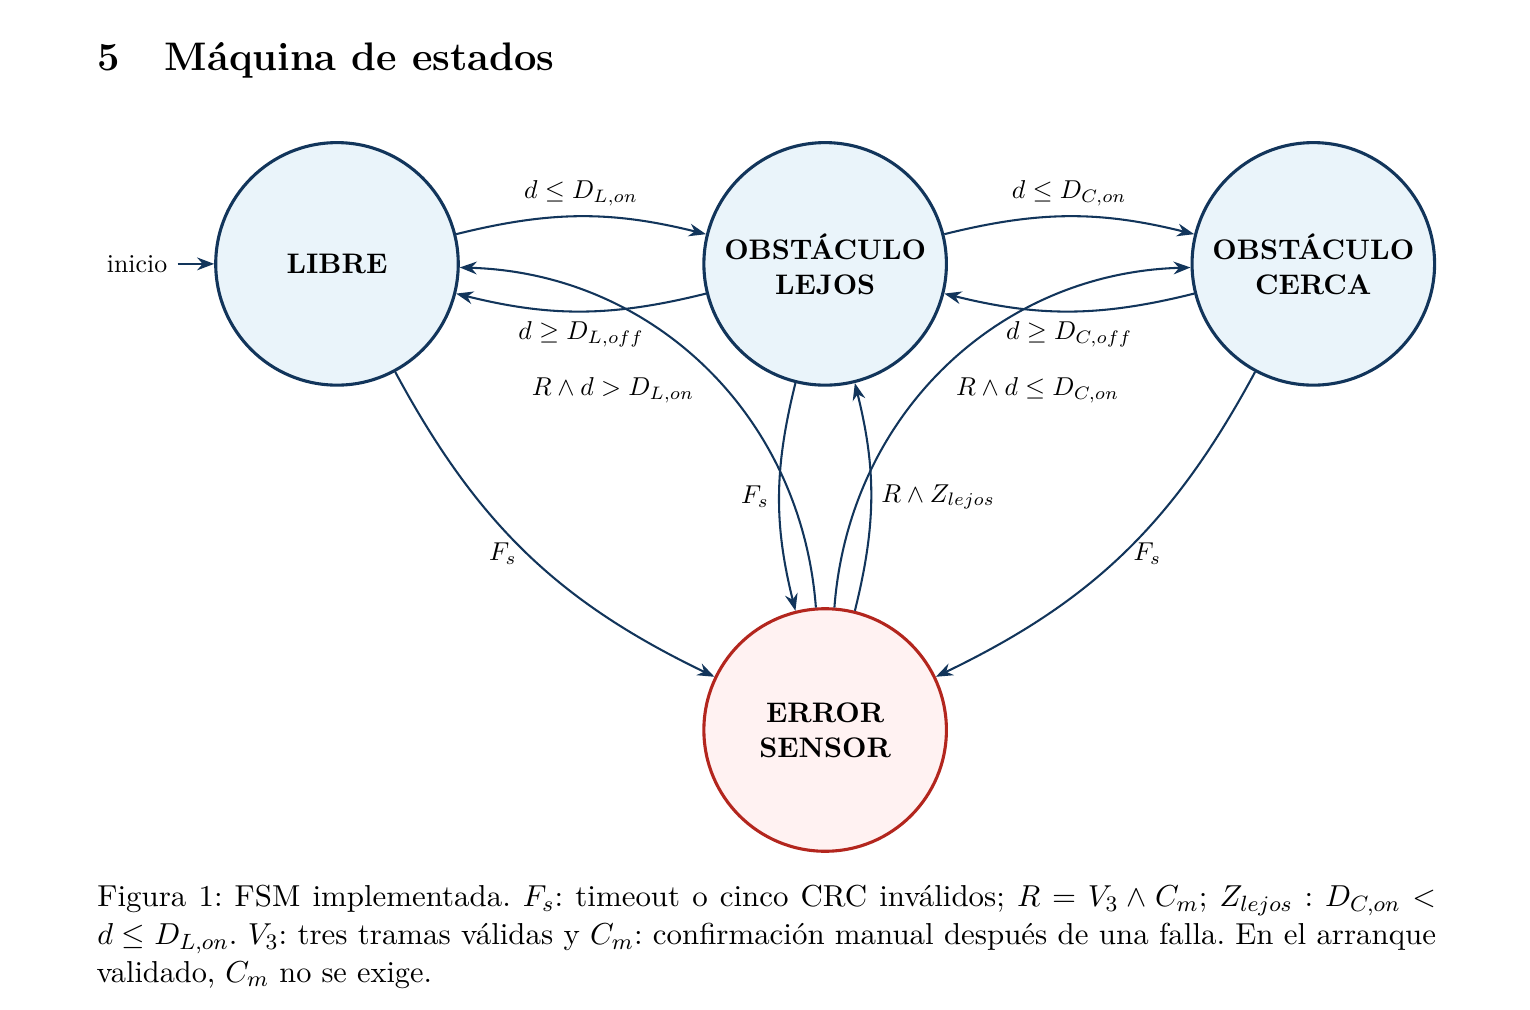 5 Máquina de estados
d ≤ D_{L,on}
d ≤ D_{C,on}
inicio
LIBRE
OBSTÁCULO
LEJOS
OBSTÁCULO
CERCA
d ≥ D_{L,off}
d ≥ D_{C,off}
R ∧ d > D_{L,on}
R ∧ d ≤ D_{C,on}
F_s
R ∧ Z_{lejos}
F_s
F_s
ERROR
SENSOR
Figura 1: FSM implementada. F_s: timeout o cinco CRC inválidos; R = V_3 ∧ C_m; Z_{lejos} : D_{C,on} <
d ≤ D_{L,on}. V_3: tres tramas válidas y C_m: confirmación manual después de una falla. En el arranque
validado, C_m no se exige.